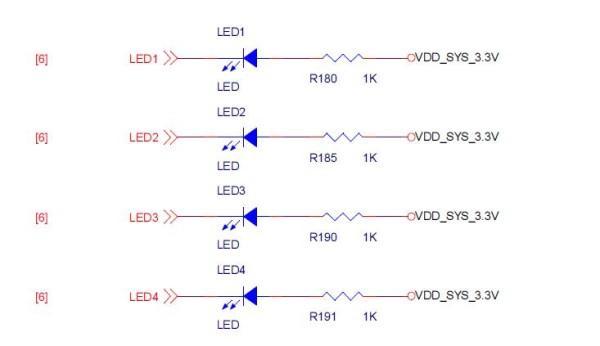 LED1
[6] LED1 VDD_SYS_3.3V
R180 1K
LED
LED2
[6] LED2 VDD_SYS_3.3V
R185 1K
LED
LED3
[6] LED3 VDD_SYS_3.3V
R190 1K
LED
LED4
[6] LED4 VDD_SYS_3.3V
R191 1K
LED